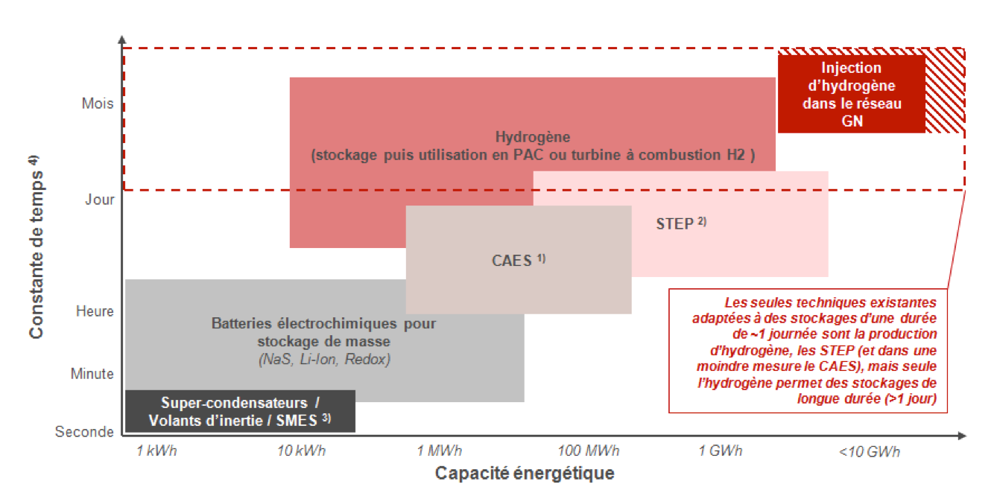 Constante de temps 4)
Mois
Jour
Heure
Minute
Seconde
Injection
d'hydrogène
dans le réseau
GN
Hydrogène
(stockage puis utilisation en PAC ou turbine à combustion H2 )
STEP 2)
CAES 1)
Batteries électrochimiques pour
stockage de masse
(NaS, Li-Ion, Redox)
Super-condensateurs /
Volants d'inertie / SMES 3)
Les seules techniques existantes
adaptées à des stockages d'une durée
de ~1 journée sont la production
d'hydrogène, les STEP (et dans une
moindre mesure le CAES), mais seule
l'hydrogène permet des stockages de
longue durée (>1 jour)
1 kWh
10 kWh
1 MWh
100 MWh
1 GWh
<10 GWh
Capacité énergétique